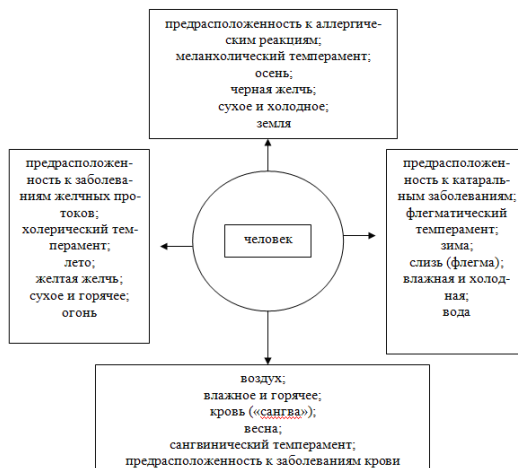 предрасположенность к аллергиче-
ским реакциям;
меланхолический темперамент;
осень;
черная желчь;
сухое и холодное;
земля
предрасположен-
ность к заболева-
ниям желчных про-
токов;
холерический тем-
перамент;
лето;
желтая желчь;
сухое и горячее;
огонь
человек
предрасположен-
ность к катараль-
ным заболеваниям;
флегматический
темперамент;
зима;
слизь (флегма);
влажная и холод-
ная;
вода
воздух;
влажное и горячее;
кровь («сангва»);
весна;
сангвинический темперамент;
предрасположенность к заболеваниям крови